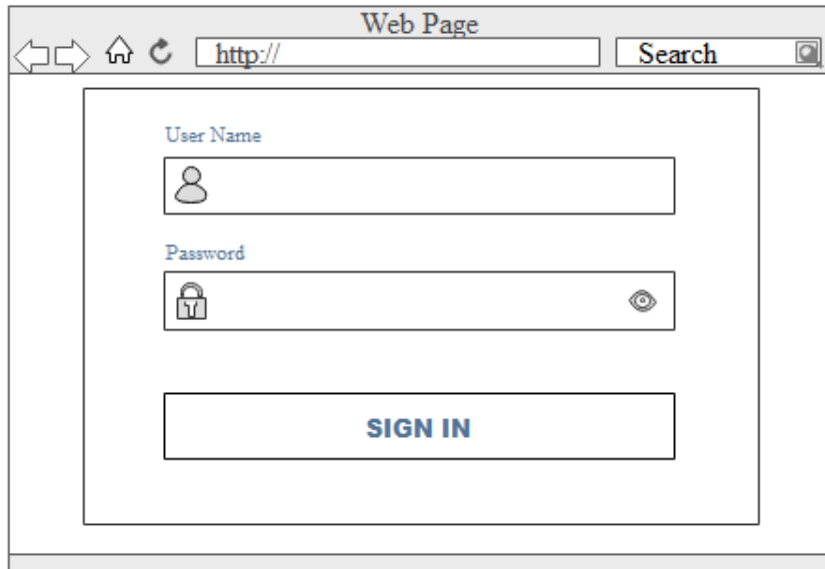 Web Page
http://
Search
User Name
Password
SIGN IN